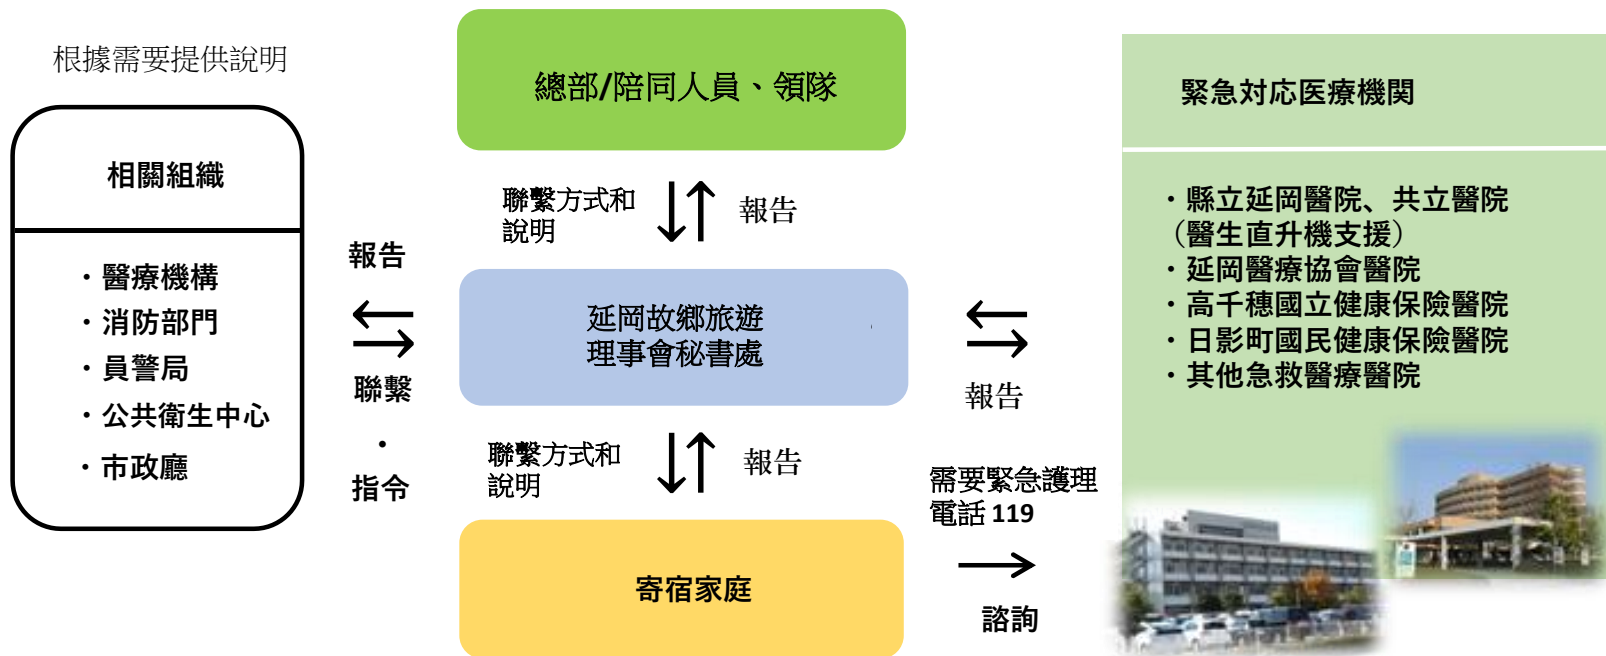 根據需要提供說明
相關組織
・醫療機構
・消防部門
・員警局
・公共衛生中心
・市政廳
報告
聯繫
・
指令
總部/陪同人員、領隊
聯繫方式和
說明
報告
延岡故鄉旅遊
理事會秘書處
聯繫方式和
說明
報告
寄宿家庭
報告
需要緊急護理
電話 119
諮詢
緊急対応医療機関
・縣立延岡醫院、共立醫院
（醫生直升機支援）
・延岡醫療協會醫院
・高千穗國立健康保險醫院
・日影町國民健康保險醫院
・其他急救醫療醫院